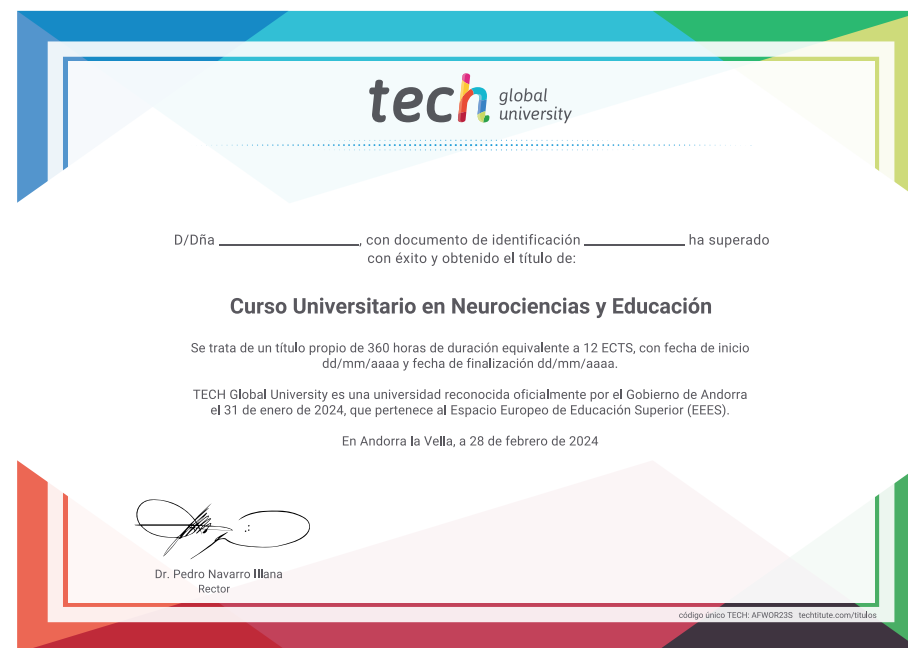 tech global university
D/Dña ____________________, con documento de identificación ______________ ha superado
con éxito y obtenido el título de:
Curso Universitario en Neurociencias y Educación
Se trata de un título propio de 360 horas de duración equivalente a 12 ECTS, con fecha de inicio
dd/mm/aaaa y fecha de finalización dd/mm/aaaa.
TECH Global University es una universidad reconocida oficialmente por el Gobierno de Andorra
el 31 de enero de 2024, que pertenece al Espacio Europeo de Educación Superior (EEES).
En Andorra la Vella, a 28 de febrero de 2024
Dr. Pedro Navarro Illana
Rector
código único TECH: AFWOR23S techtitute.com/titulos